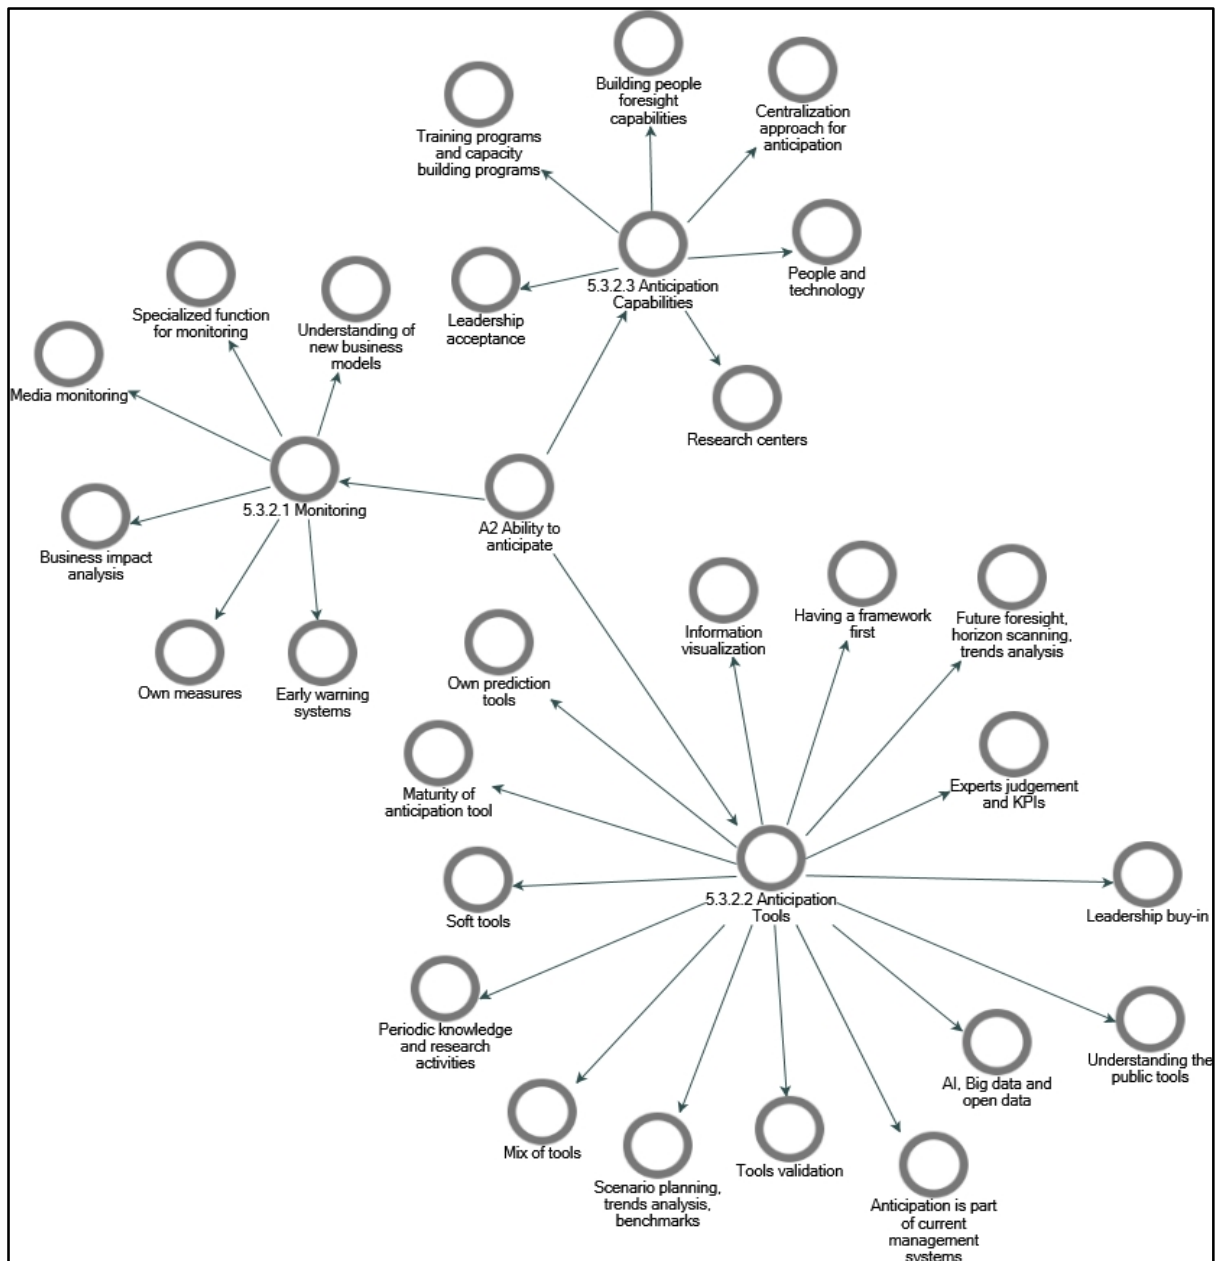 Building people
foresight
capabilities
Centralization
approach for
anticipation
Training programs
and capacity
building programs
People and
technology
5.3.2.3 Anticipation
Capabilities
Leadership
acceptance
Research centers
Specialized function
for monitoring
Understanding of
new business
models
Media monitoring
5.3.2.1 Monitoring
Business impact
analysis
Own measures
Early warning
systems
A2 Ability to
anticipate
Information
visualization
Having a framework
first
Future foresight,
horizon scanning,
trends analysis
Own prediction
tools
Experts judgement
and KPIs
Maturity of
anticipation tool
5.3.2.2 Anticipation
Tools
Leadership buy-in
Soft tools
Periodic knowledge
and research
activities
Understanding the
public tools
AI, Big data and
open data
Mix of tools
Scenario planning,
trends analysis,
benchmarks
Tools validation
Anticipation is part
of current
management
systems